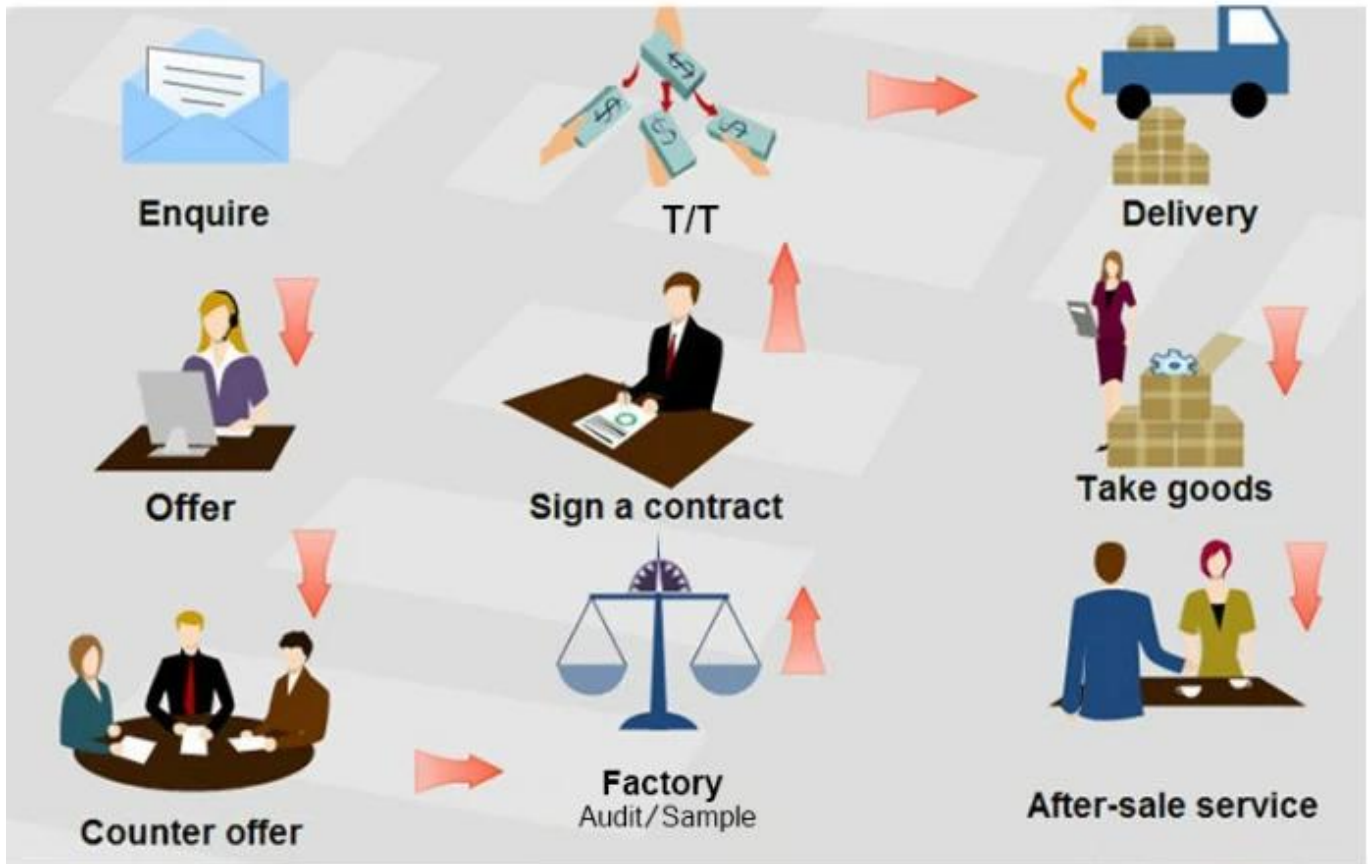 Enquire
T/T
Delivery
Offer
Sign a contract
Take goods
Counter offer
Factory
Audit/Sample
After-sale service